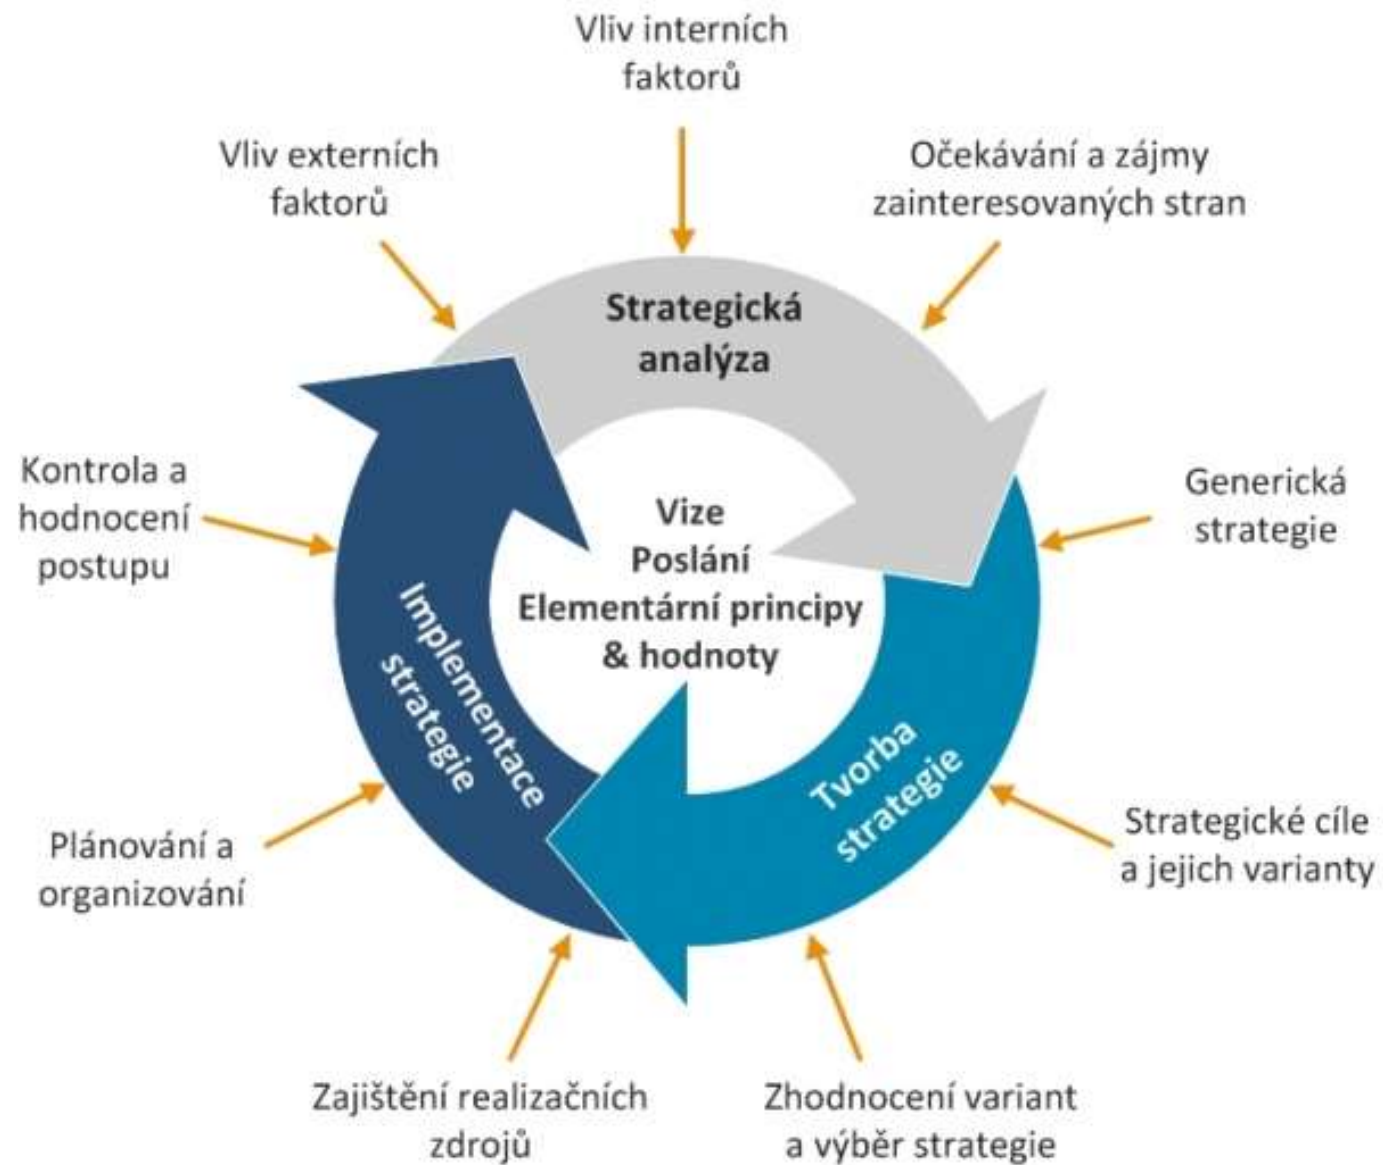 Vliv interních
faktorů
Vliv externích
faktorů
Očekávání a zájmy
zainteresovaných stran
Strategická
analýza
Kontrola a
hodnocení
postupu
Generická
strategie
Vize
Poslání
Elementární principy
& hodnoty
Implementace
strategie
Tvorba
strategie
Plánování a
organizování
Strategické cíle
a jejich varianty
Zajištění realizačních
zdrojů
Zhodnocení variant
a výběr strategie